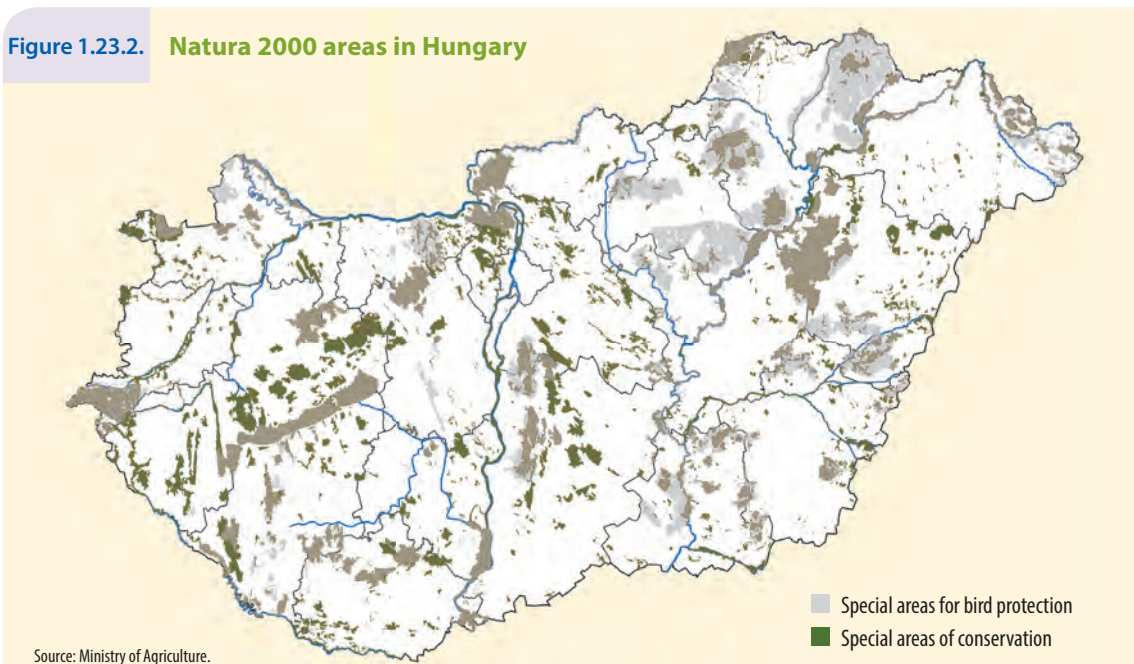 Figure 1.23.2.
Natura 2000 areas in Hungary
Special areas for bird protection
Special areas of conservation
Source: Ministry of Agriculture.